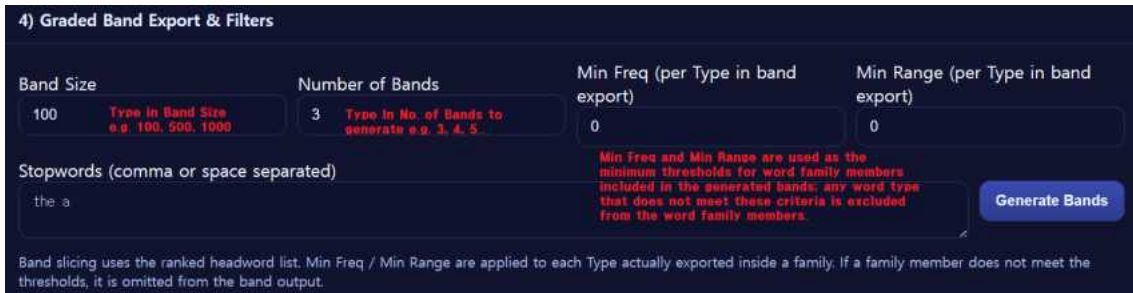 4) Graded Band Export & Filters
Band Size
Number of Bands
Min Freq (per Type in band
export)
Min Range (per Type in band
export)
100
Type in Band Size
e.g. 100, 500, 1000
3
Type in No. of Bands to
generate e.g. 3, 4, 5...
0
0
Stopwords (comma or space separated)
Min Freq and Min Range are used as the
minimum thresholds for word family members
included in the generated bands; any word type
that does not meet these criteria is excluded
from the word family members.
the a
Generate Bands
Band slicing uses the ranked headword list. Min Freq / Min Range are applied to each Type actually exported inside a family. If a family member does not meet the
thresholds, it is omitted from the band output.